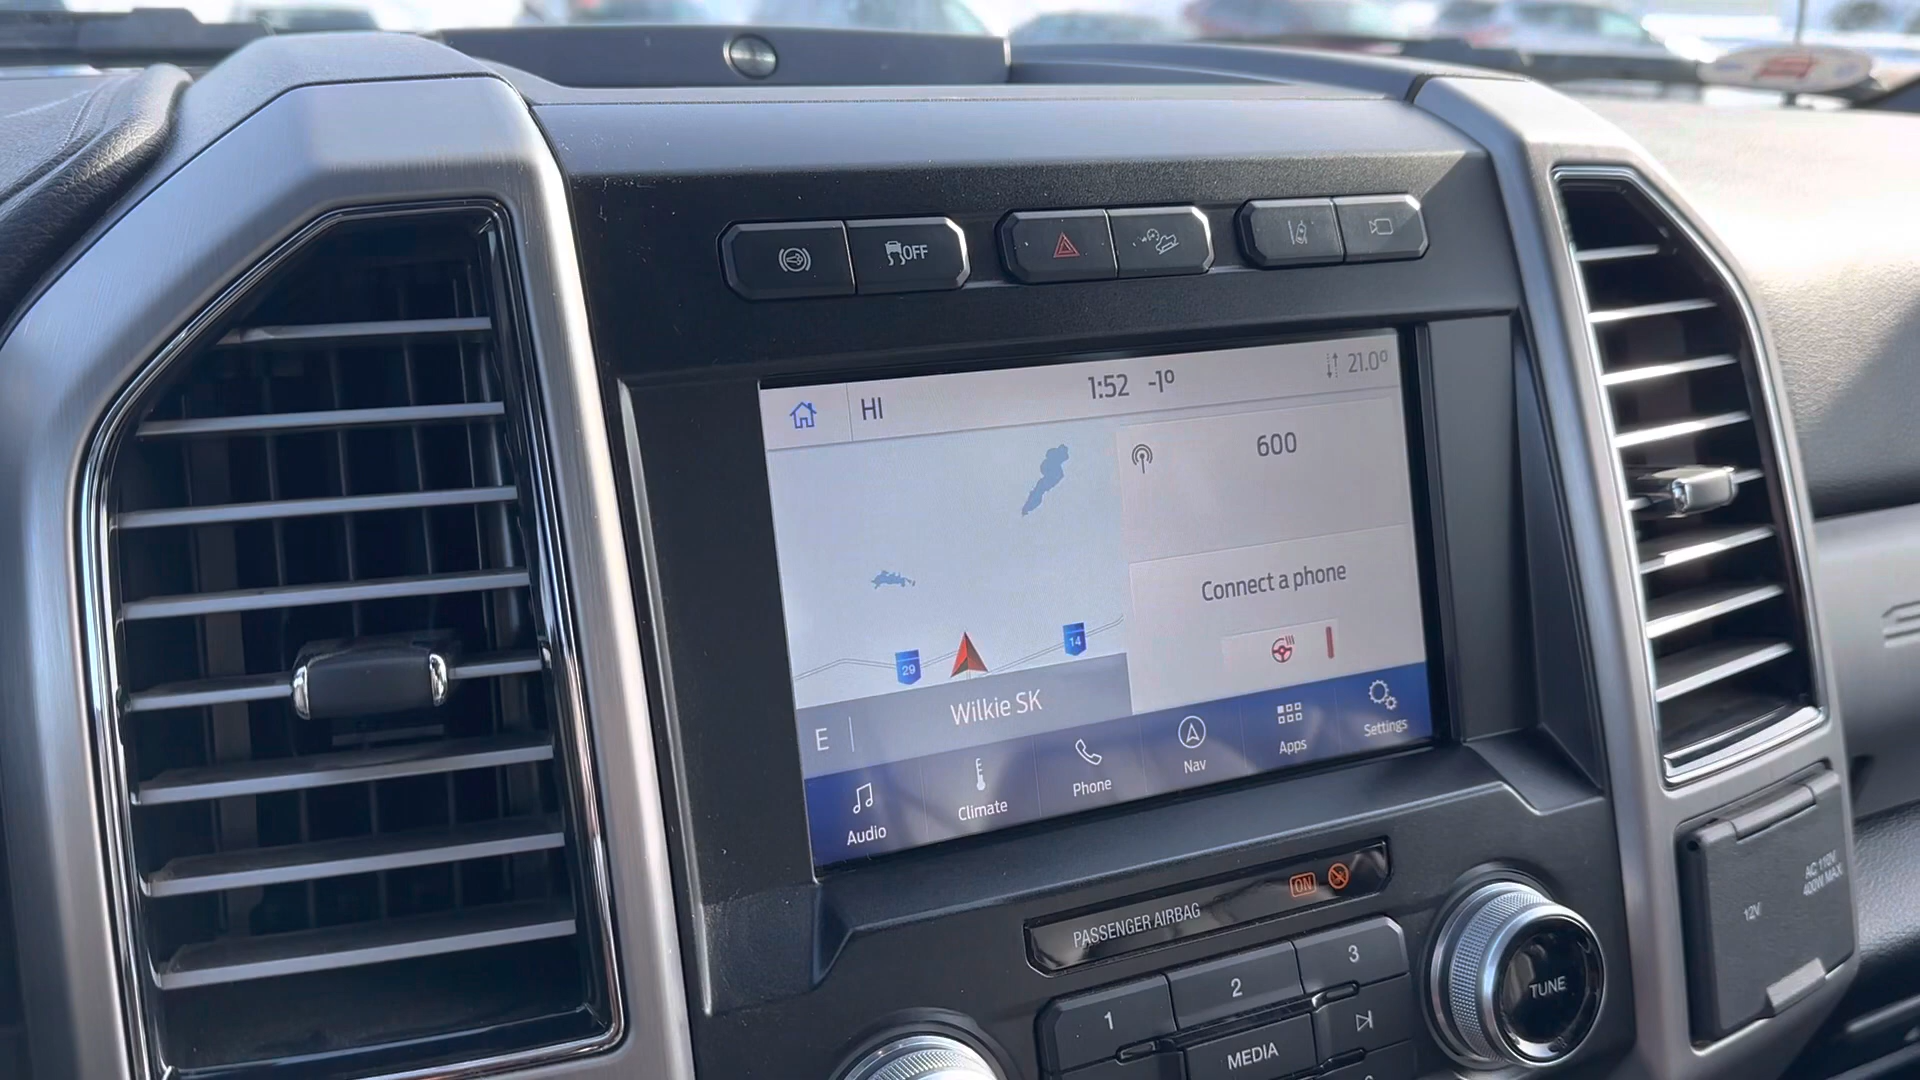 OFF
HI
1:52 -1°
21.0°
600
Connect a phone
29
14
Wilkie SK
E
Audio
Climate
Phone
Nav
Apps
Settings
PASSENGER AIRBAG
ON
1
2
3
MEDIA
TUNE
12V
AC 110V
400W MAX